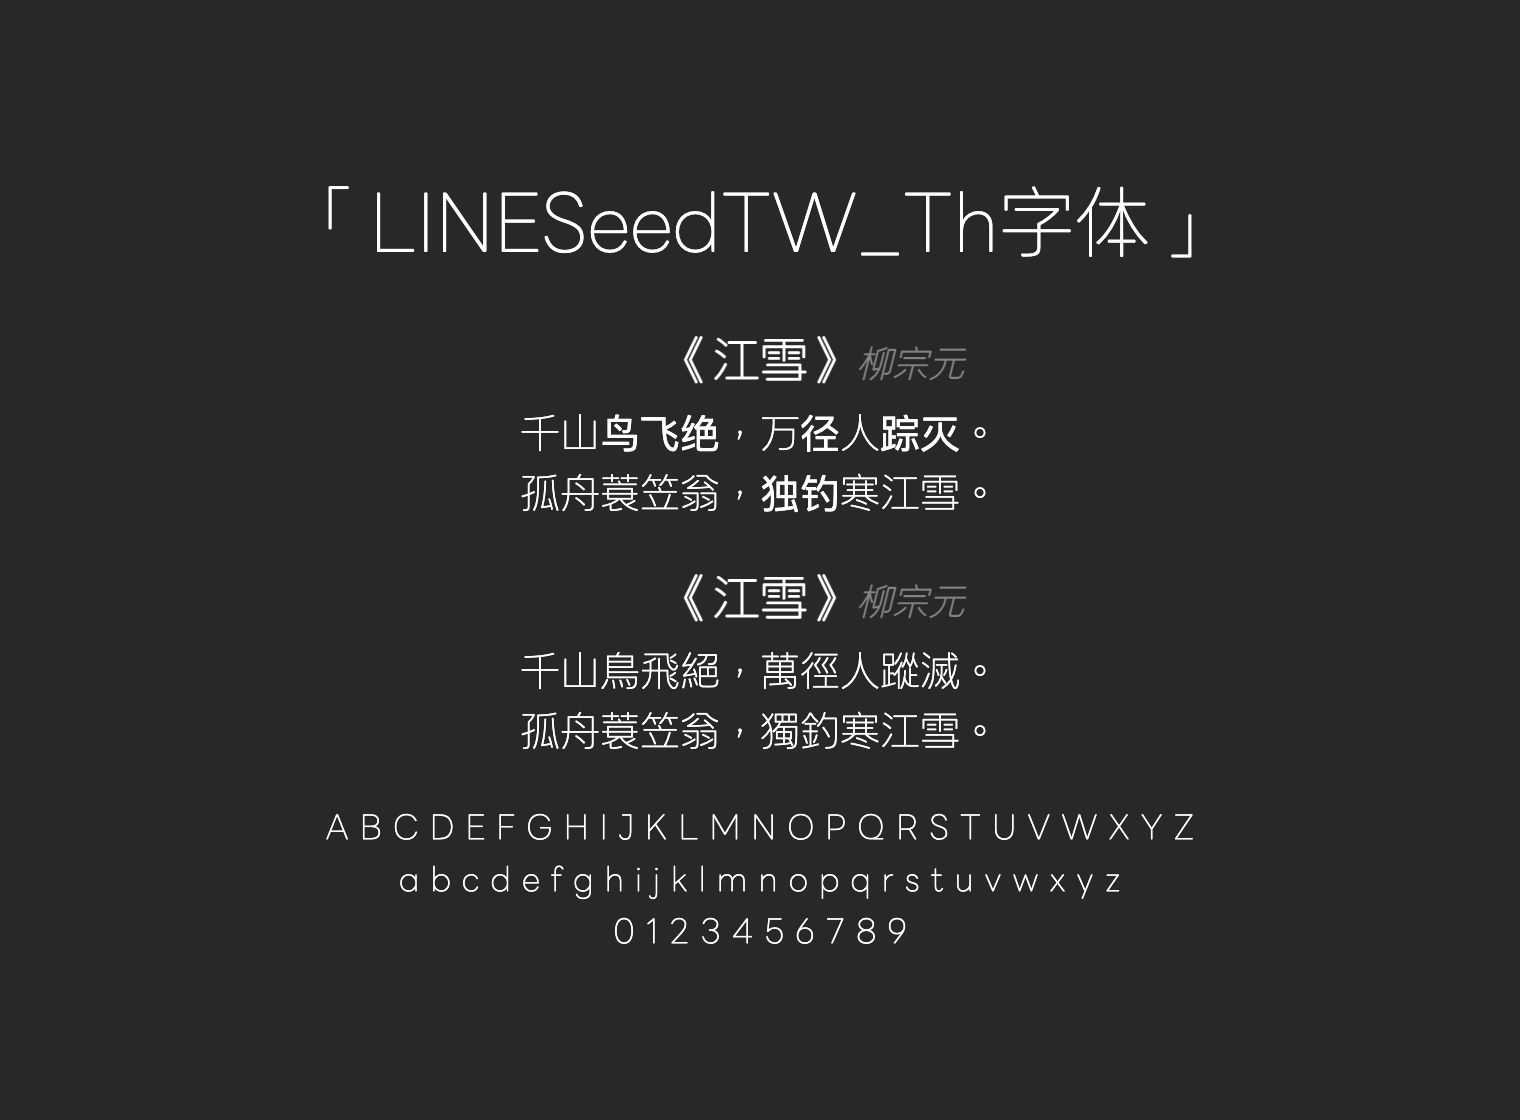 「LINESeedTW_Th字体」
《江雪》柳宗元
千山鸟飞绝，万径人踪灭。
孤舟蓑笠翁，独钓寒江雪。
《江雪》柳宗元
千山鳥飛絕，萬徑人蹤滅。
孤舟蓑笠翁，獨釣寒江雪。
A B C D E F G H I J K L M N O P Q R S T U V W X Y Z
a b c d e f g h i j k l m n o p q r s t u v w x y z
0 1 2 3 4 5 6 7 8 9